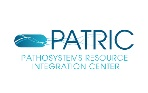 PATRIC
PATHOSYSTEMS RESOURCE
INTEGRATION CENTER